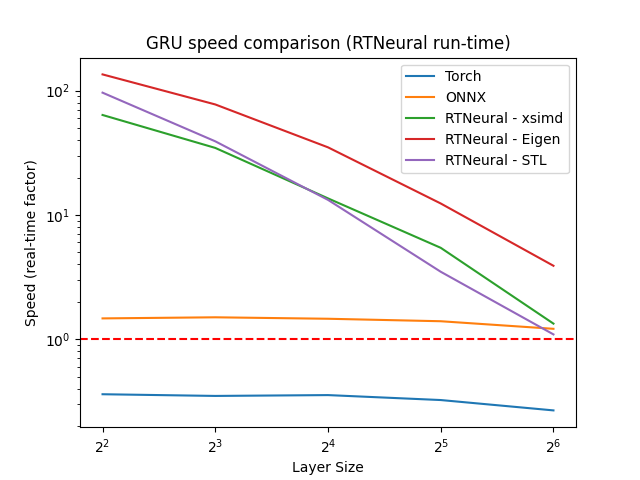 GRU speed comparison (RTNeural run-time)
Speed (real-time factor)
10²
10¹
10⁰
Torch
ONNX
RTNeural - xsimd
RTNeural - Eigen
RTNeural - STL
2² 2³ 2⁴ 2⁵ 2⁶
Layer Size